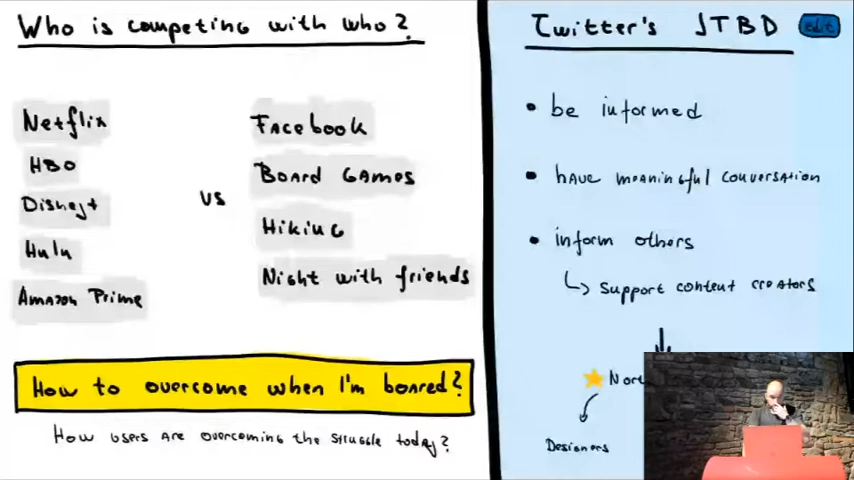 Who is competing with who?
Netflix
HBO
Disney+
Hulu
Amazon Prime
vs
Facebook
Board Games
Hiking
Night with friends
How to overcome when I'm boared?
How users are overcoming the struggle today?
Twitter's JTBD
edit
• be informed
• have meaningful conversation
• inform others
support content creators
Designers